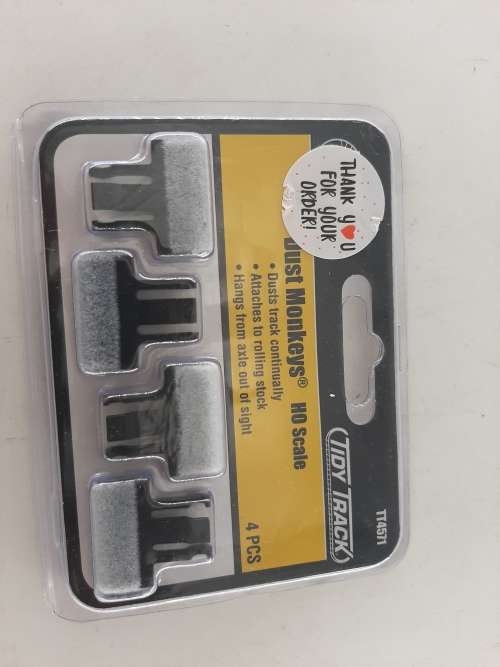 THANK YOU
FOR YOUR
ORDER!
TIDY TRACK
TT4571
Dust Monkeys® HO Scale
• Dusts track continually
• Attaches to rolling stock
• Hangs from axle out of sight
4 PCS